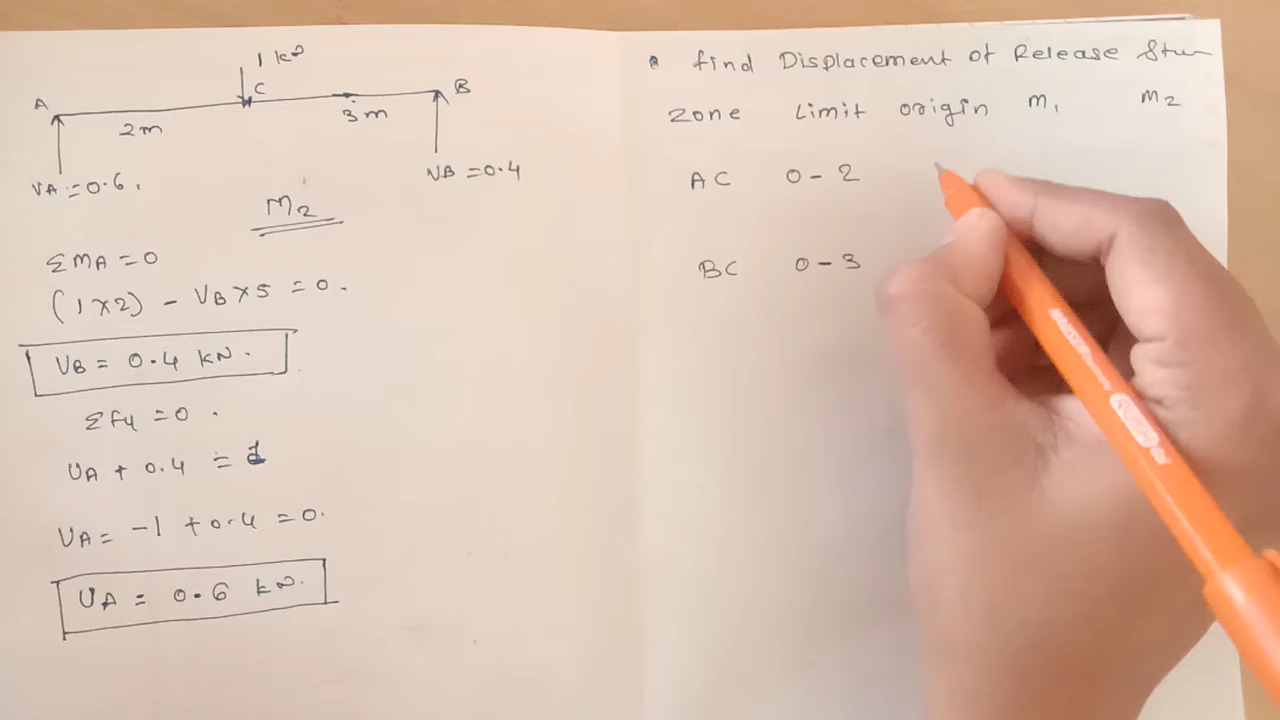 1 kN
A
C
B
2m
3m
VA = 0.6.
VB = 0.4
M2
ΣMA = 0
(1×2) - VB×5 = 0.
VB = 0.4 kN.
ΣFy = 0.
VA + 0.4 = 1
VA = -1 + 0.4 = 0.
VA = 0.6 kN.
• find Displacement of Release
Zone Limit origin m1 M2
AC 0-2
BC 0-3